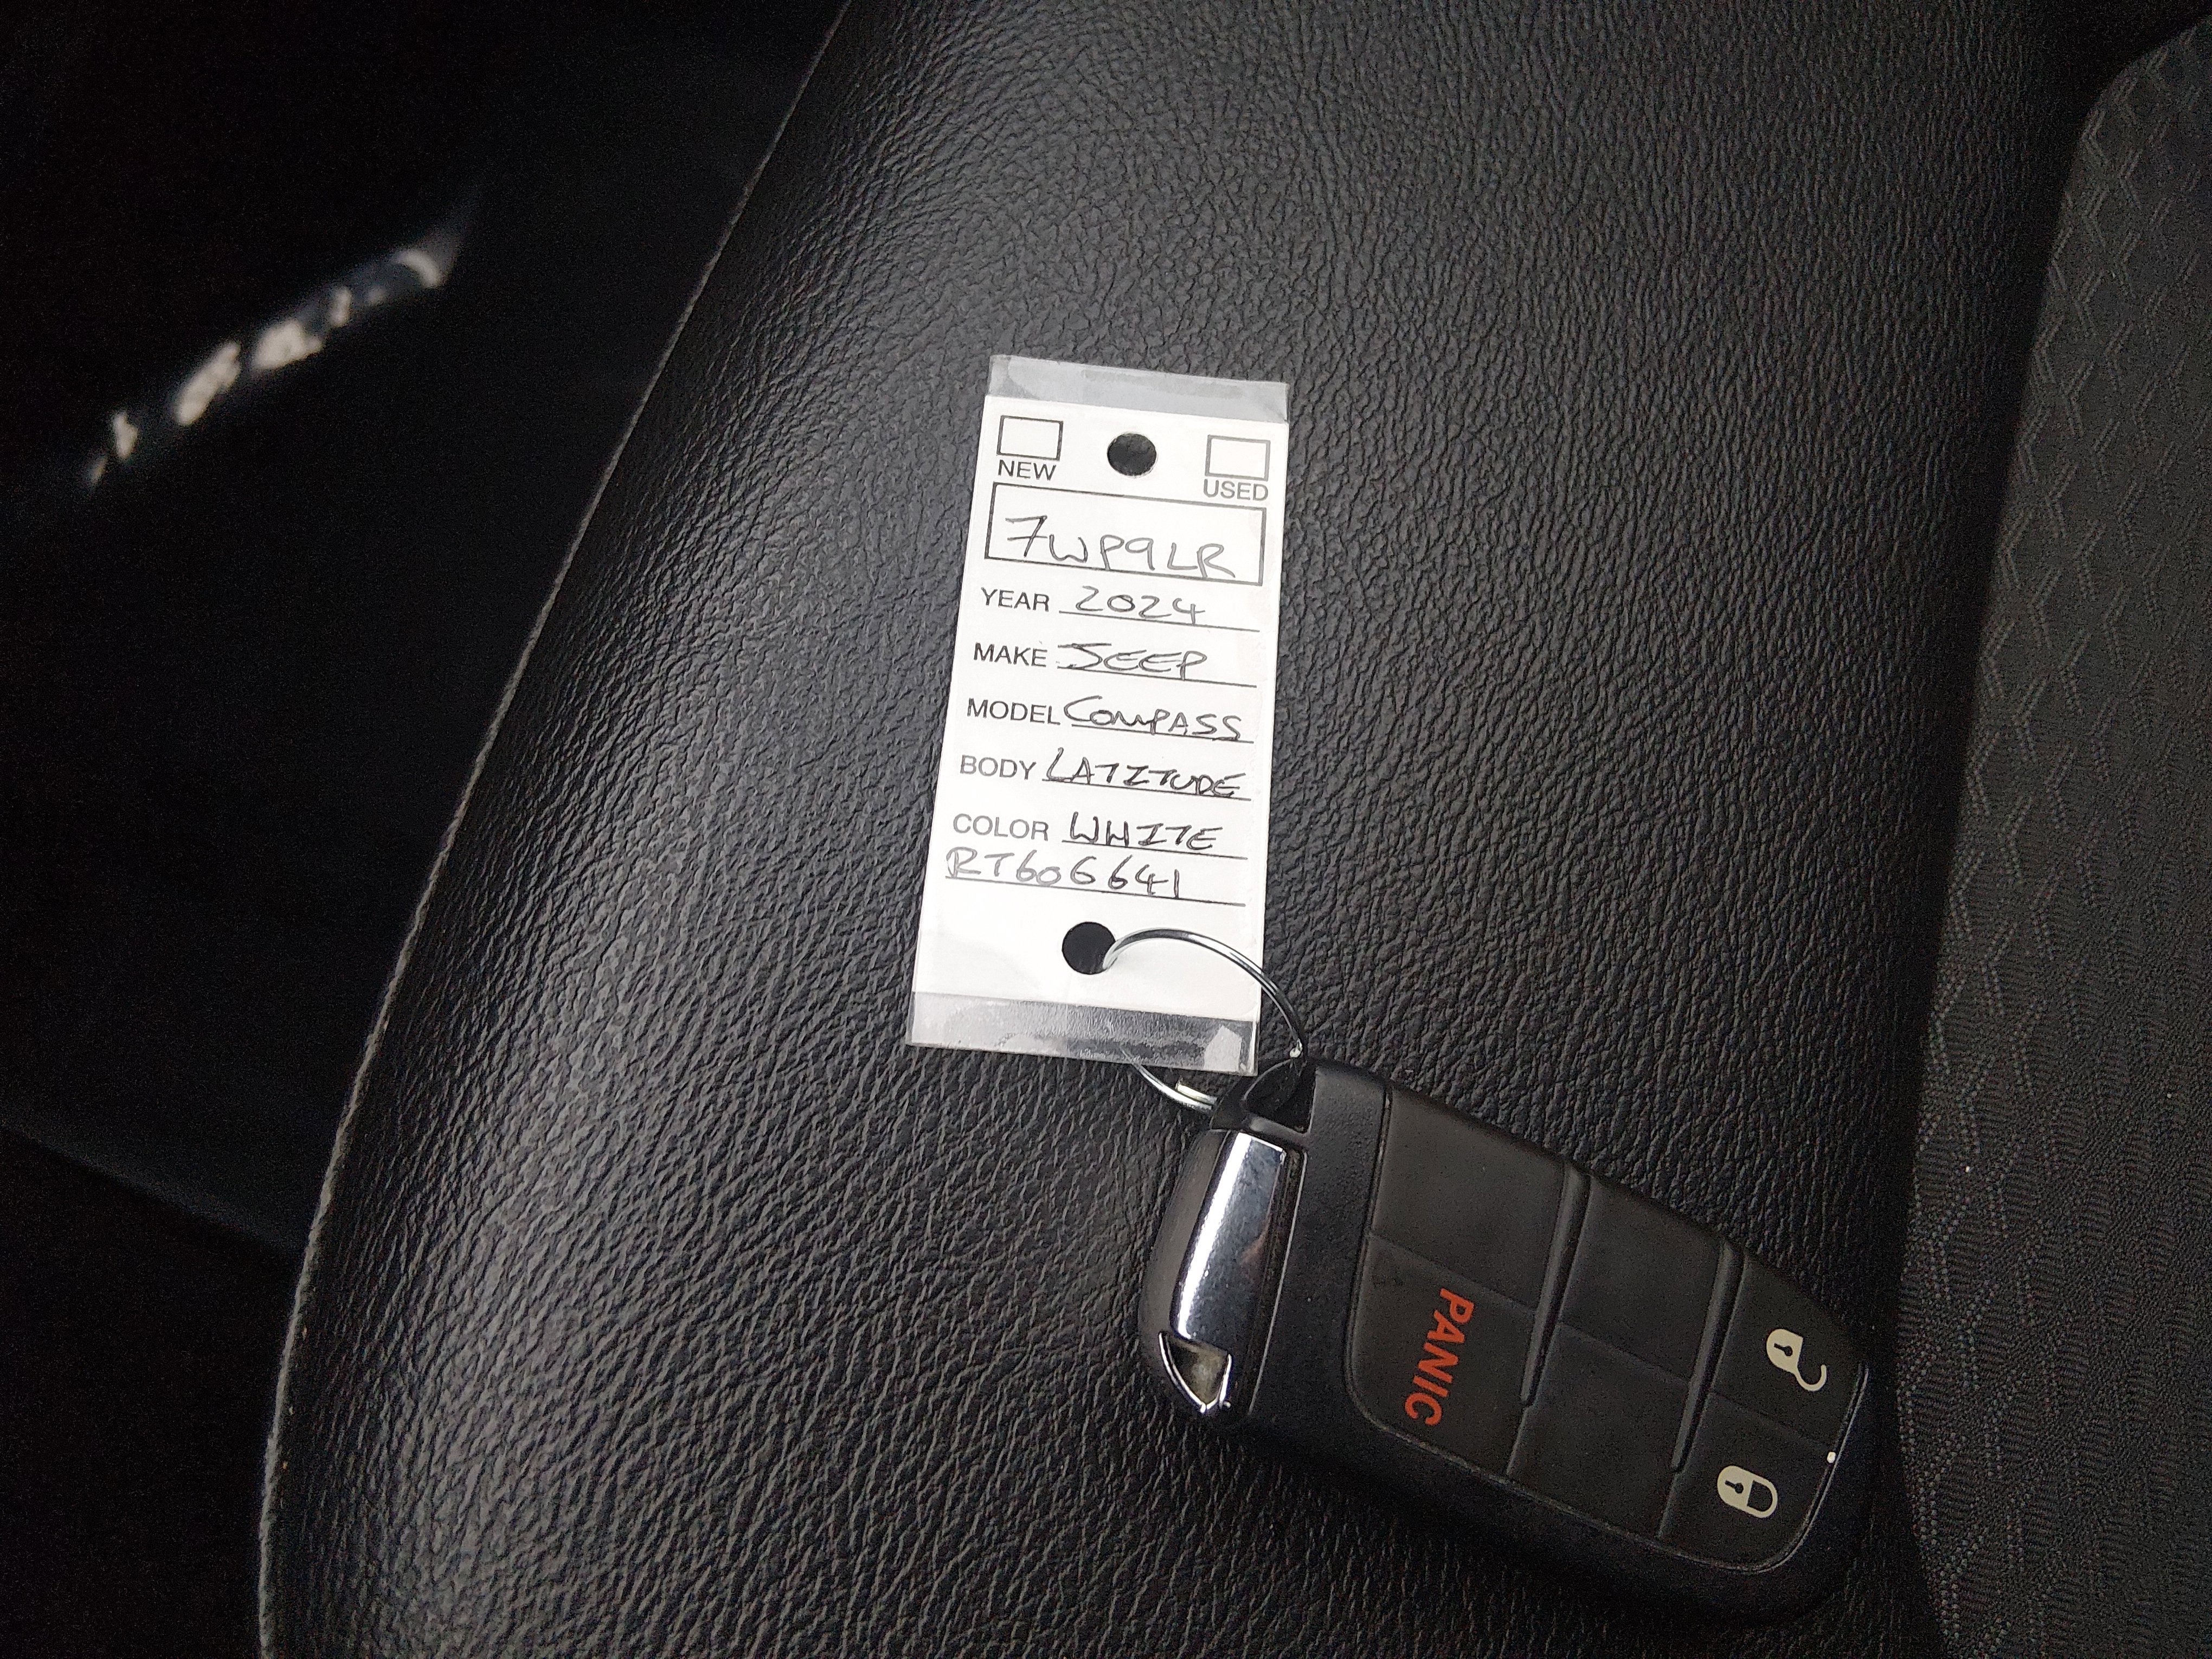 NEW USED
7WP9LR
YEAR 2024
MAKE JEEP
MODEL COMPASS
BODY LATITUDE
COLOR WHITE
RT606641
PANIC